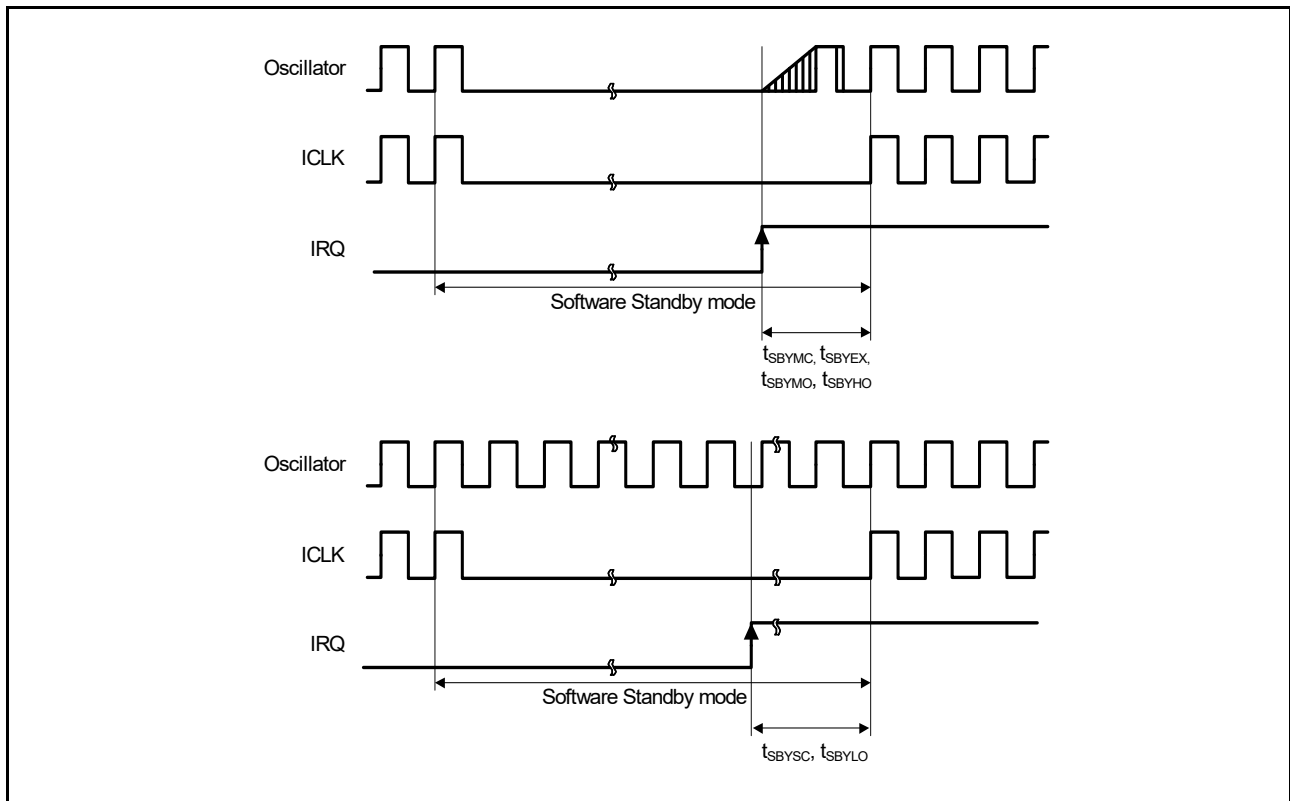 Oscillator
ICLK
IRQ
Software Standby mode
tSBYMC, tSBYEX,
tSBYMO, tSBYHO
Oscillator
ICLK
IRQ
Software Standby mode
tSBYSC, tSBYLO